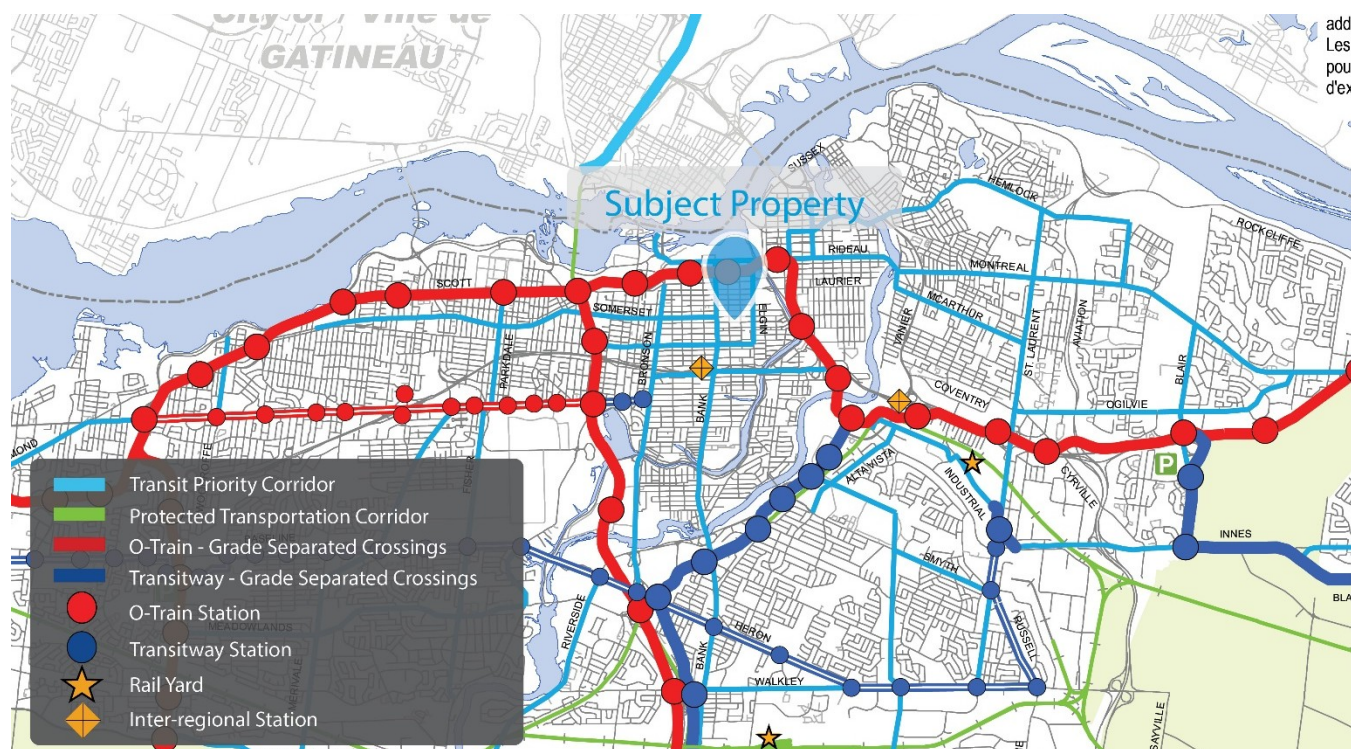 City of / Ville de
GATINEAU
add
Les
pou
d'ex
SUSSEX
HEMLOCK
ROCKCLIFFE
Subject Property
RIDEAU
MONTREAL
SCOTT
LAURIER
MCARTHUR
SOMERSET
ELGIN
VANIER
ST. LAURENT
AVIATION
BLAIR
PARKDALE
BRONSON
BANK
COVENTRY
OGILVIE
MOND
ALTA VISTA
INDUSTRIAL
CYRVILLE
P
FISHER
INNES
BASELINE
SMYTH
BLA
RIVERSIDE
HERON
RUSSELL
MEADOWLANDS
BANK
WALKLEY
MERIVALE
SAYVILLE
Transit Priority Corridor
Protected Transportation Corridor
O-Train - Grade Separated Crossings
Transitway - Grade Separated Crossings
O-Train Station
Transitway Station
Rail Yard
Inter-regional Station